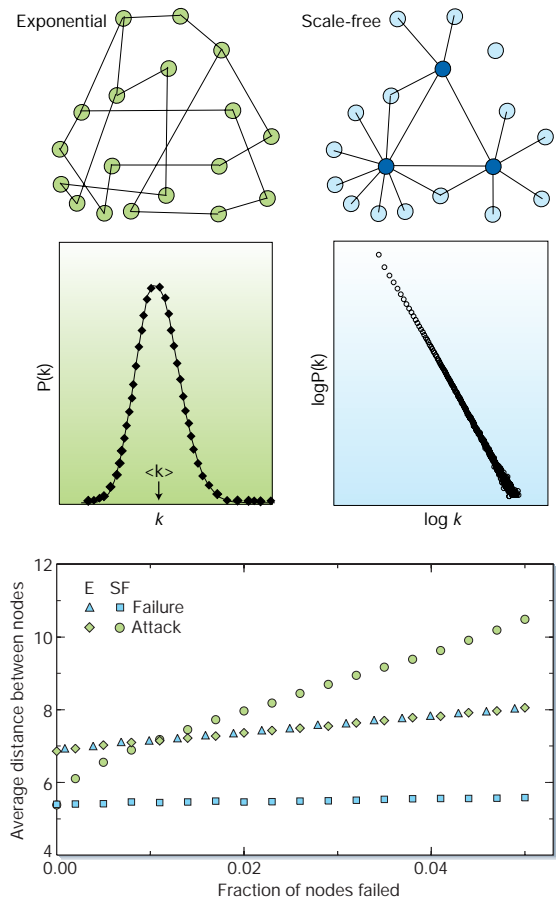 Exponential
Scale-free
P(k)
<k>
k
logP(k)
log k
E SF
Failure
Attack
Average distance between nodes
12
10
8
6
4
0.00 0.02 0.04
Fraction of nodes failed